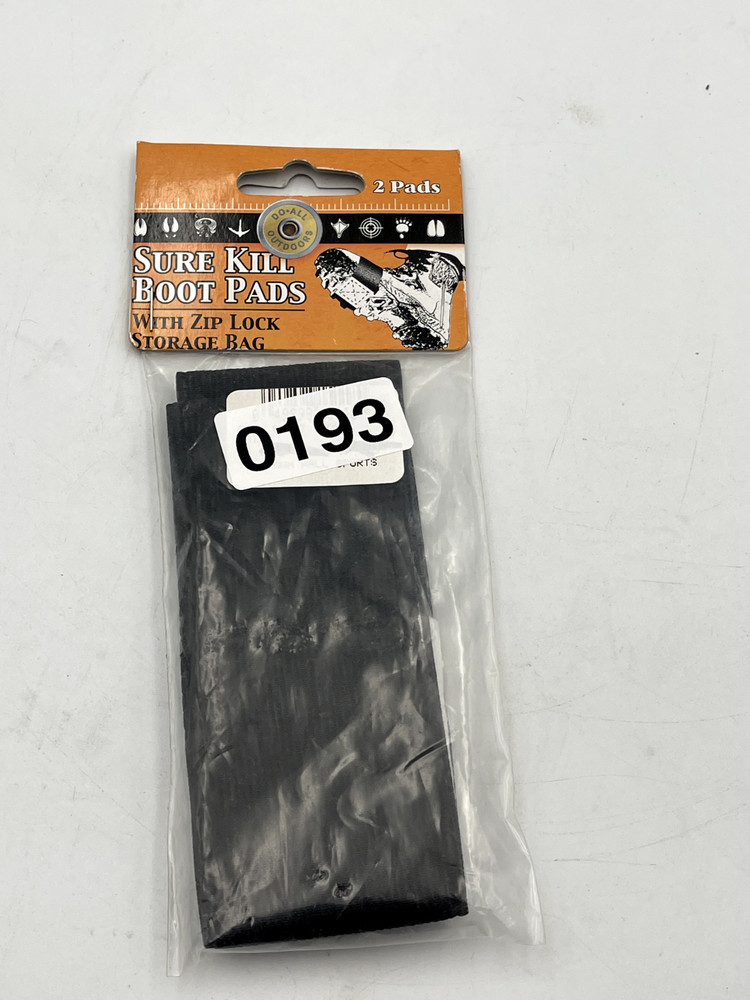 2 Pads
DO-ALL
OUTDOORS
SURE KILL
BOOT PADS
WITH ZIP LOCK
STORAGE BAG
0193